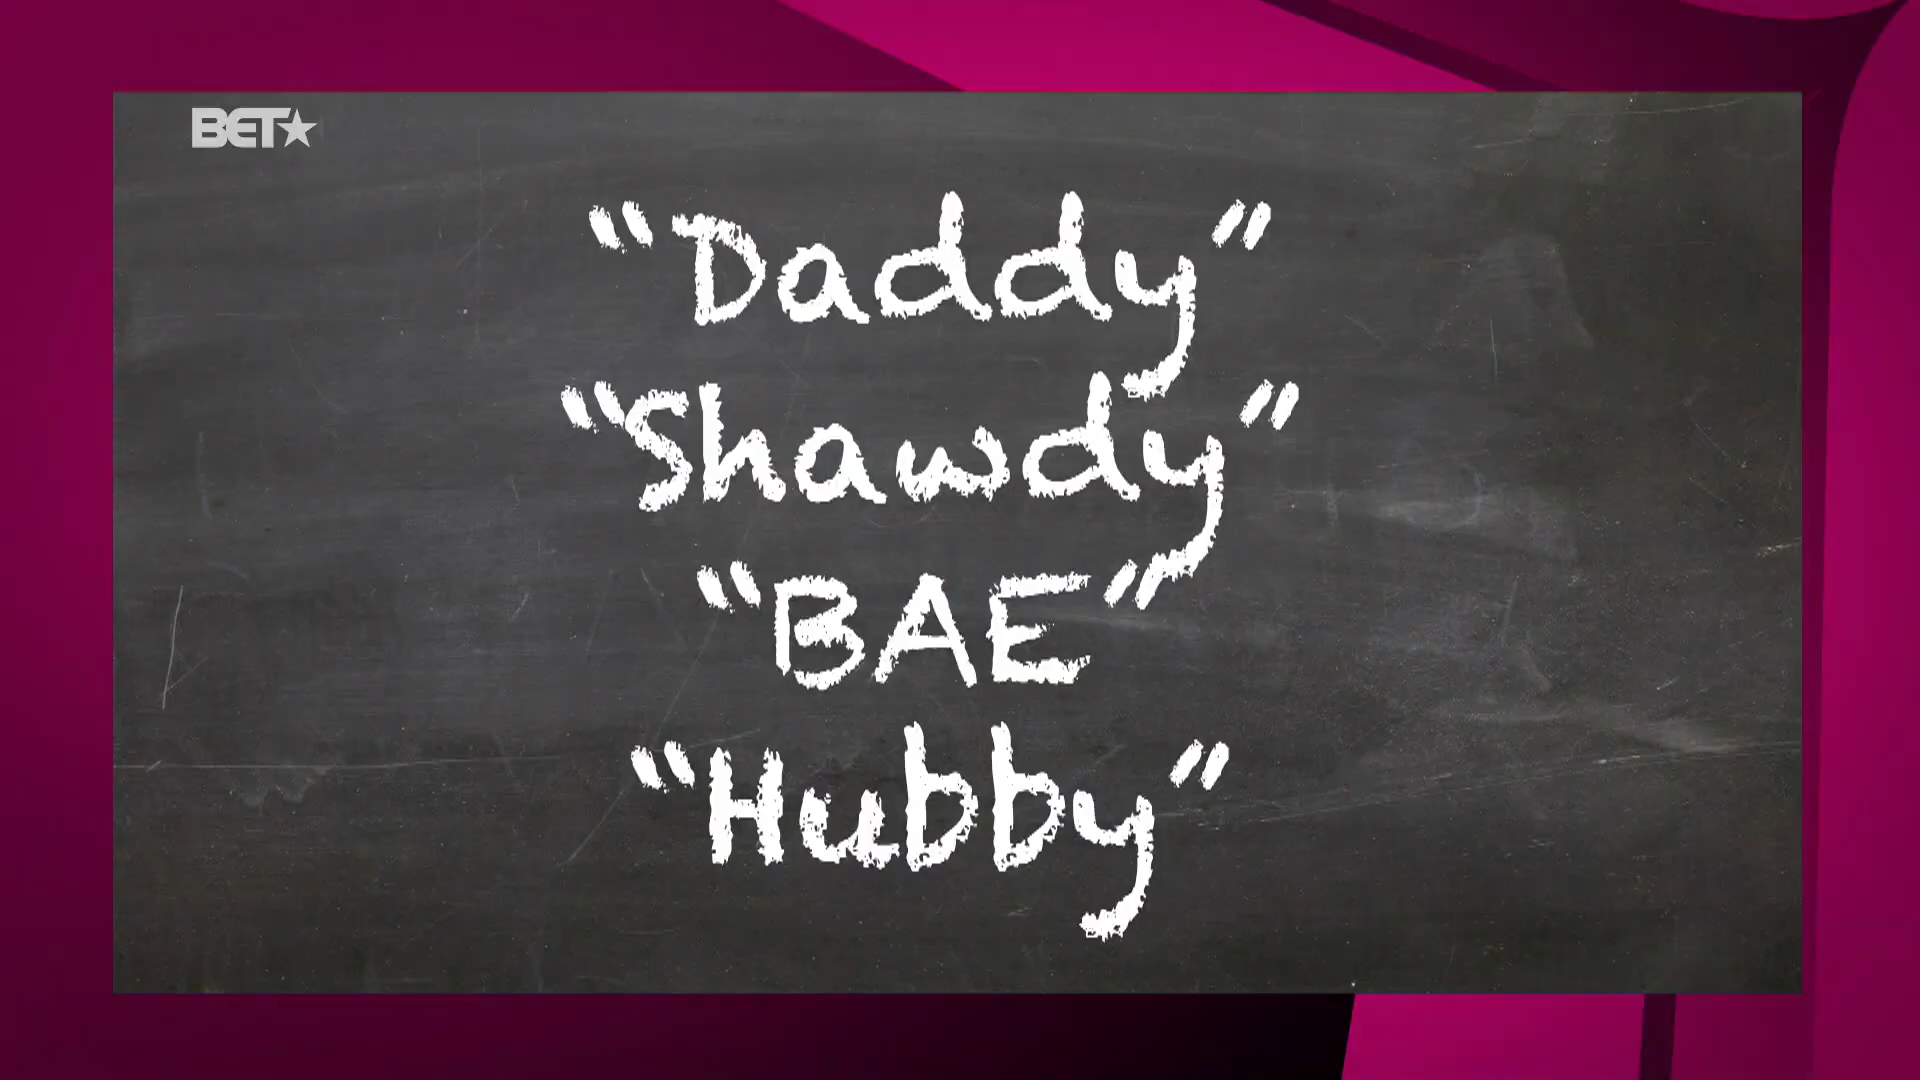 BET★
“Daddy”
“Shawdy”
“BAE”
“Hubby”